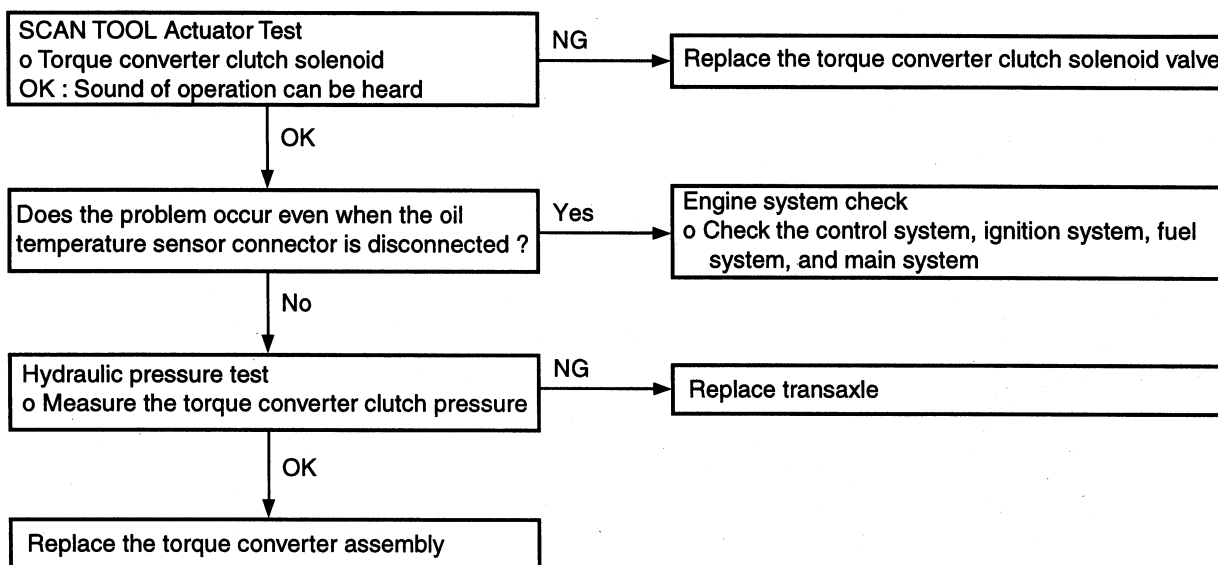 SCAN TOOL Actuator Test
o Torque converter clutch solenoid
OK : Sound of operation can be heard
NG
Replace the torque converter clutch solenoid valve
OK
Does the problem occur even when the oil
temperature sensor connector is disconnected ?
Yes
Engine system check
o Check the control system, ignition system, fuel
system, and main system
No
Hydraulic pressure test
o Measure the torque converter clutch pressure
NG
Replace transaxle
OK
Replace the torque converter assembly